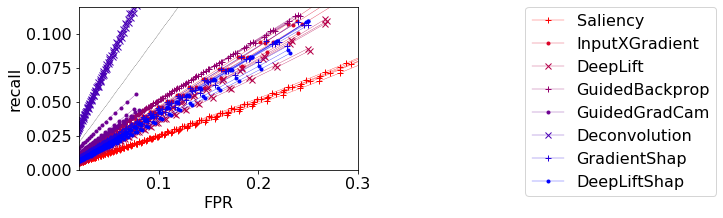 0.100
0.075
0.050
0.025
0.000
recall
0.1
0.2
0.3
FPR
Saliency
InputXGradient
DeepLift
GuidedBackprop
GuidedGradCam
Deconvolution
GradientShap
DeepLiftShap